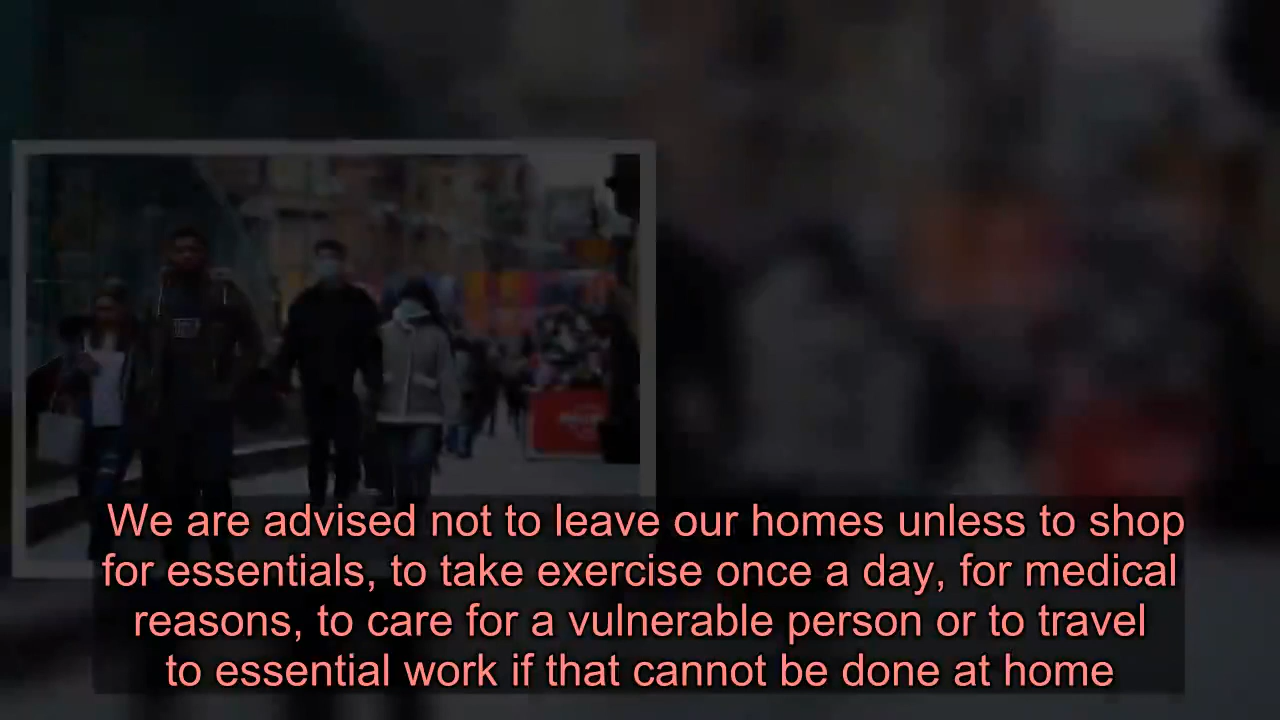 We are advised not to leave our homes unless to shop
for essentials, to take exercise once a day, for medical
reasons, to care for a vulnerable person or to travel
to essential work if that cannot be done at home